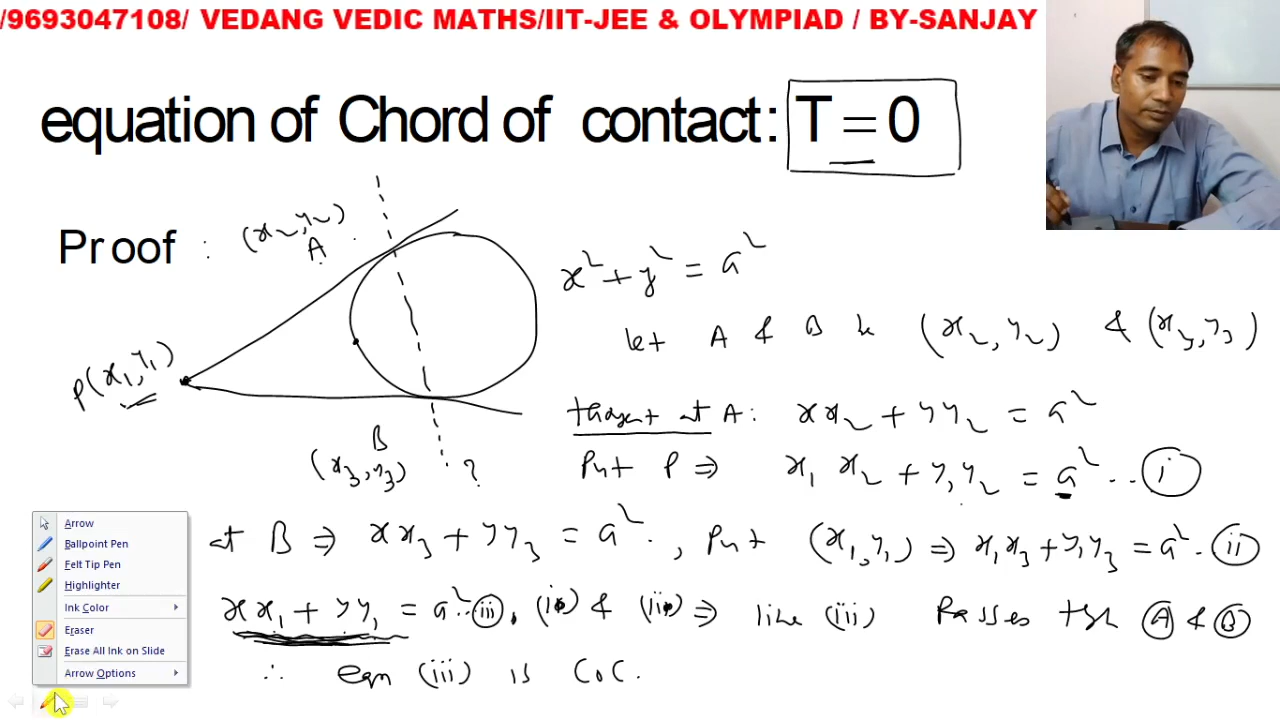 /9693047108/ VEDANG VEDIC MATHS/IIT-JEE & OLYMPIAD / BY-SANJAY
equation of Chord of contact: T = 0
Proof :
(x₂,y₂)
A
x² + y² = a²
let A & B be (x₂, y₂) & (x₃, y₃)
P(x₁,y₁)
tangent at A: xx₂ + yy₂ = a²
B
(x₃,y₃)
?
Put P ⇒ x₁x₂ + y₁y₂ = a² .. (i)
at B ⇒ xx₃ + yy₃ = a². , Put (x₁,y₁) ⇒ x₁x₃ + y₁y₃ = a². (ii)
xx₁ + yy₁ = a² .. (iii) . (i) & (ii) ⇒ line (iii) Passes through (A) & (B)
∴ eqn (iii) is CoC.
Arrow
Ballpoint Pen
Felt Tip Pen
Highlighter
Ink Color
Eraser
Erase All Ink on Slide
Arrow Options